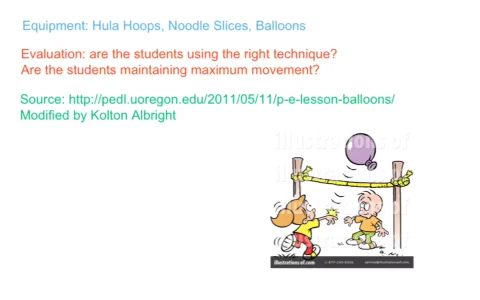 Equipment: Hula Hoops, Noodle Slices, Balloons
Evaluation: are the students using the right technique?
Are the students maintaining maximum movement?
Source: http://pedl.uoregon.edu/2011/05/11/p-e-lesson-balloons/
Modified by Kolton Albright
illustrations of
illustrationsof.com